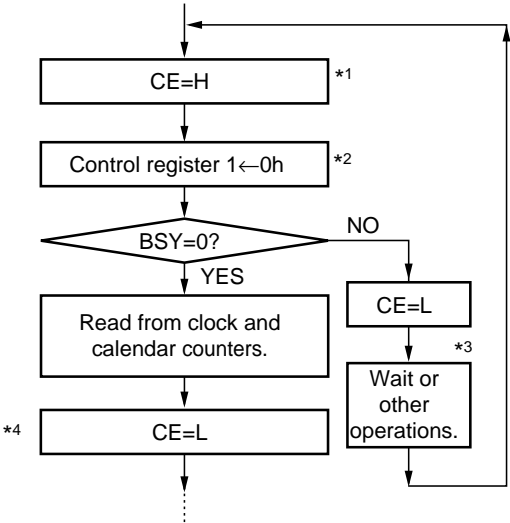 CE=H
*1
Control register 1←0h
*2
BSY=0?
NO
YES
Read from clock and
calendar counters.
CE=L
*3
Wait or
other
operations.
*4
CE=L